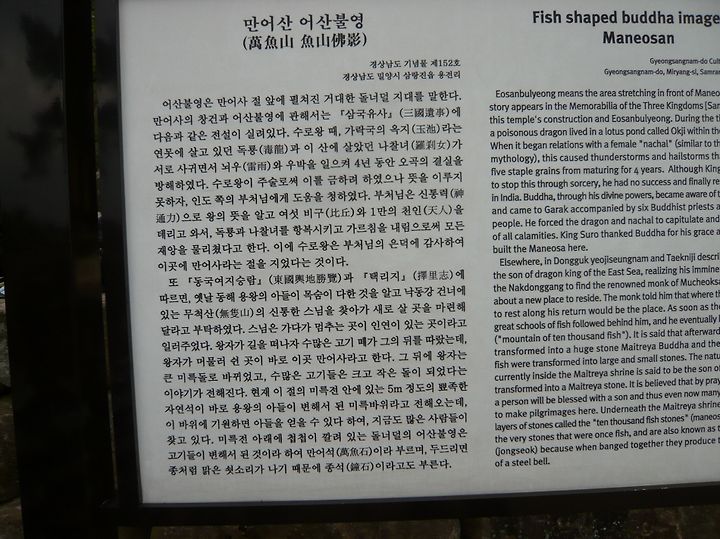 만어산 어산불영
(萬魚山 魚山佛影)
경상남도 기념물 제152호
경상남도 밀양시 삼랑진읍 용전리
어산불영은 만어사 절 앞에 펼쳐진 거대한 돌너덜 지대를 말한다.
만어사의 창건과 어산불영에 관해서는 『삼국유사』(三國遺事)에
다음과 같은 전설이 실려있다. 수로왕 때, 가락국의 옥지(玉池)라는
연못에 살고 있던 독룡(毒龍)과 이 산에 살았던 나찰녀(羅刹女)가
서로 사귀면서 뇌우(雷雨)와 우박을 일으켜 4년 동안 오곡의 결실을
방해하였다. 수로왕이 주술로써 이를 금하려 하였으나 뜻을 이루지
못하자, 인도 쪽의 부처님에게 도움을 청하였다. 부처님은 신통력(神
通力)으로 왕의 뜻을 알고 여섯 비구(比丘)와 1만의 천인(天人)을
데리고 와서, 독룡과 나찰녀를 항복시키고 가르침을 내림으로써 모든
재앙을 물리쳤다고 한다. 이에 수로왕은 부처님의 은덕에 감사하여
이곳에 만어사라는 절을 지었다는 것이다.
또 『동국여지승람』(東國輿地勝覽)과 『택리지』(擇里志)에
따르면, 옛날 동해 용왕의 아들이 목숨이 다한 것을 알고 낙동강 건너에
있는 무척산(無隻山)의 신통한 스님을 찾아가 새로 살 곳을 마련해
달라고 부탁하였다. 스님은 가다가 멈추는 곳이 인연이 있는 곳이라고
일러주었다. 왕자가 길을 떠나자 수많은 고기 떼가 그의 뒤를 따랐는데,
왕자가 머물러 쉰 곳이 바로 이곳 만어사라고 한다. 그 뒤에 왕자는
큰 미륵돌로 바뀌었고, 수많은 고기들은 크고 작은 돌이 되었다는
이야기가 전해진다. 현재 이 절의 미륵전 안에 있는 5m 정도의 뾰족한
자연석이 바로 용왕의 아들이 변해서 된 미륵바위라고 전해오는데,
이 바위에 기원하면 아들을 얻을 수 있다 하여, 지금도 많은 사람들이
찾고 있다. 미륵전 아래에 첩첩이 깔려 있는 돌너덜의 어산불영은
고기들이 변해서 된 것이라 하여 만어석(萬魚石)이라 부르며, 두드리면
종처럼 맑은 쇳소리가 나기 때문에 종석(鐘石)이라고도 부른다.
Fish shaped buddha image
Maneosan
Gyeongsangnam-do Cult
Gyeongsangnam-do, Miryang-si, Samran
Eosanbulyeong means the area stretching in front of Maneo
story appears in the Memorabilia of the Three Kingdoms [Sam
this temple's construction and Eosanbulyeong. During the ti
a poisonous dragon lived in a lotus pond called Okji within the
When it began relations with a female "nachal" (similar to th
mythology), this caused thunderstorms and hailstorms tha
five staple grains from maturing for 4 years. Although King
to stop this through sorcery, he had no success and finally re
in India. Buddha, through his divine powers, became aware of t
and came to Garak accompanied by six Buddhist priests a
people. He forced the dragon and nachal to capitulate and
of all calamities. King Suro thanked Buddha for his grace a
built the Maneosa here.
Elsewhere, in Dongguk yeojiseungnam and Taekniji descri
the son of dragon king of the East Sea, realizing his immine
the Nakdonggang to find the renowned monk of Mucheoksa
about a new place to reside. The monk told him that where th
to rest along his return would be the place. As soon as the
great schools of fish followed behind him, and he eventually l
("mountain of ten thousand fish"). It is said that afterward
transformed into a huge stone Maitreya Buddha and the
fish were transformed into large and small stones. The natu
currently inside the Maitreya shrine is said to be the son of
transformed into a Maitreya stone. It is believed that by pray
a person will be blessed with a son and thus even now many
to make pilgrimages here. Underneath the Maitreya shrine
layers of stones called the "ten thousand fish stones" (maneos
the very stones that were once fish, and are also known as t
(jongseok) because when banged together they produce t
of a steel bell.